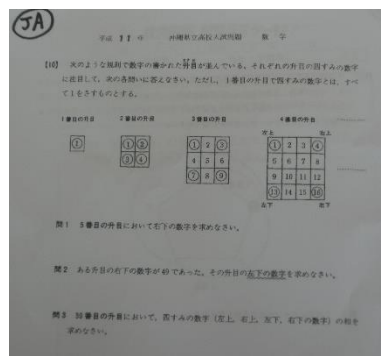 JA
平成 11年 沖縄県立高校入試問題 数 学
【10】 次のような規則で数字の書かれた升目が並んでいる。それぞれの升目の四すみの数字
に注目して、次の各問いに答えなさい。ただし、1番目の升目で四すみの数字とは、すべ
て1をさすものとする。
1番目の升目 2番目の升目 3番目の升目 4番目の升目
左上 右上
① ① ② ① 2 ③ ① 2 3 ④
③ ④ 4 5 6 5 6 7 8
⑦ 8 ⑨ 9 10 11 12
⑬ 14 15 ⑯
左下 右下
問1 5番目の升目において右下の数字を求めなさい。
問2 ある升目の右下の数字が49であった。その升目の左下の数字を求めなさい。
問3 30番目の升目において、四すみの数字(左上、右上、左下、右下の数字)の和を
求めなさい。